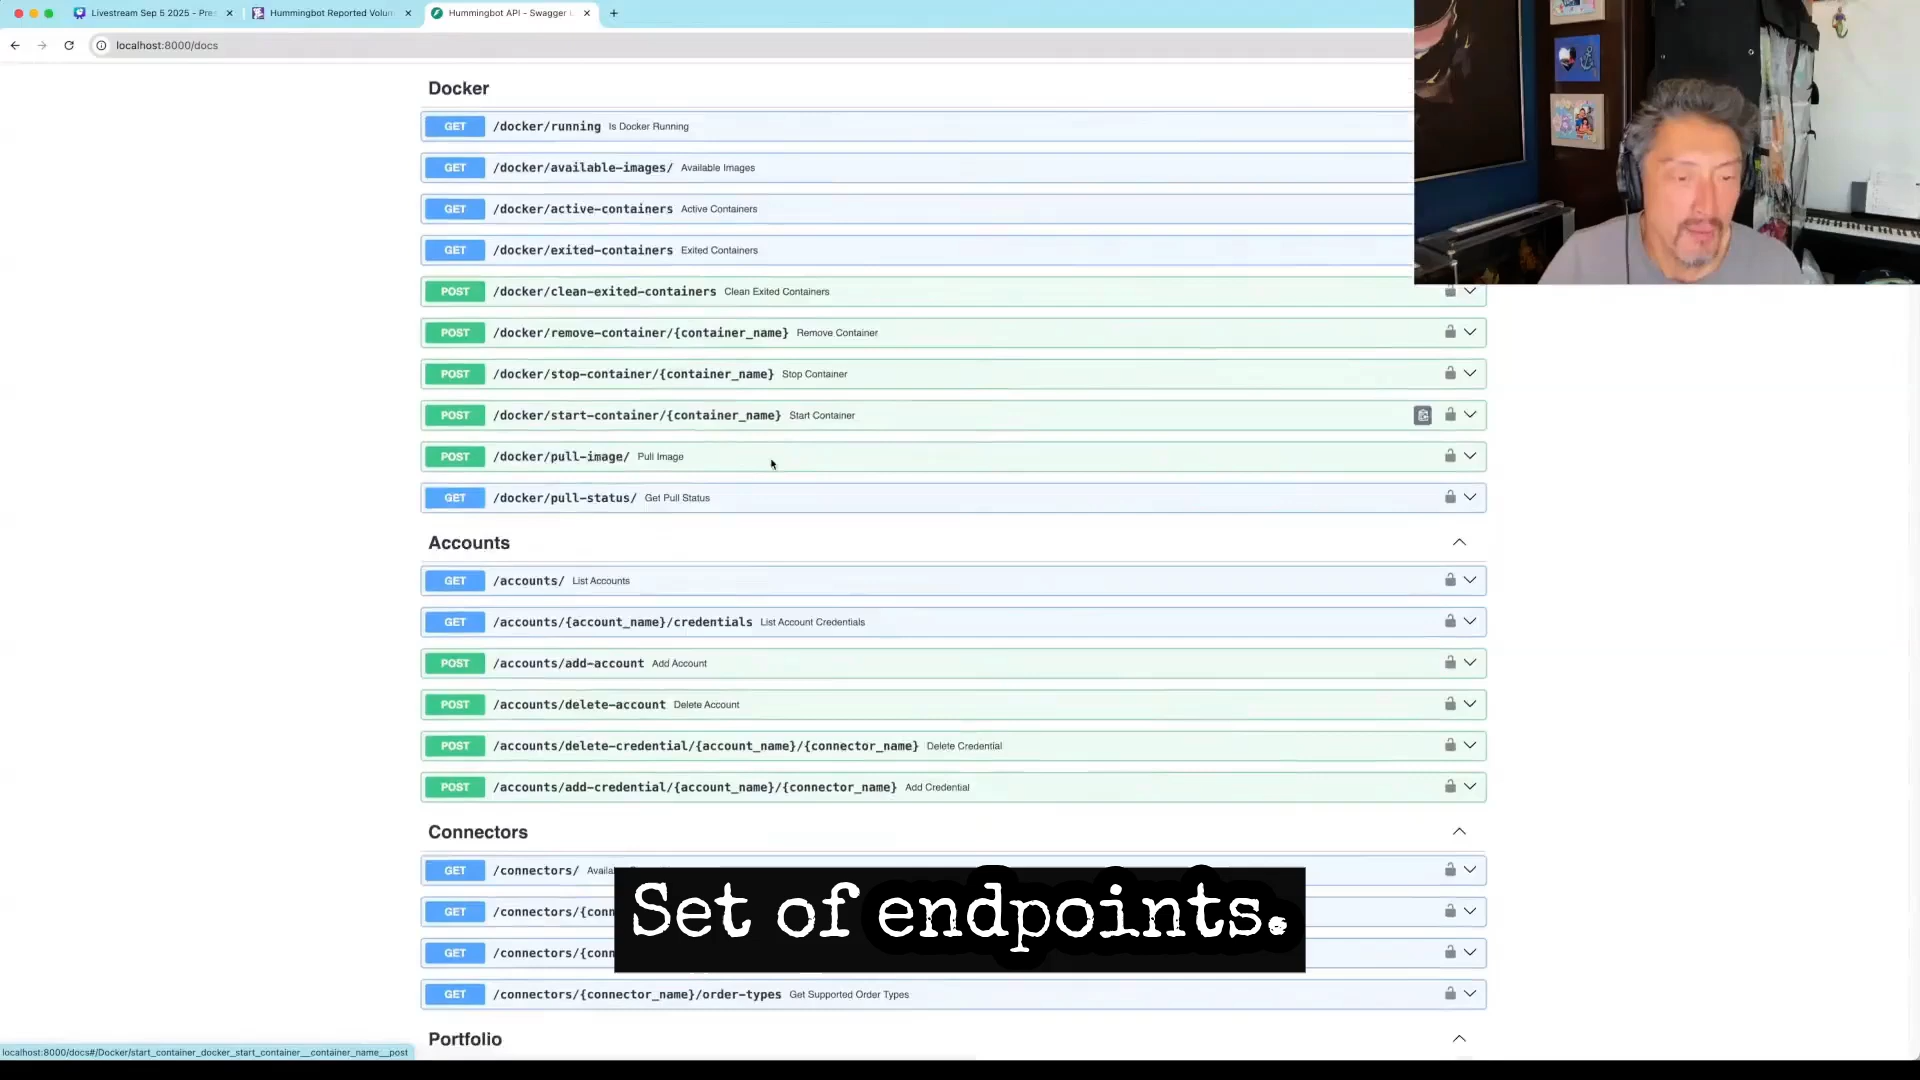 Livestream Sep 5 2025 - Pre
Hummingbot Reported Volu
Hummingbot API - Swagger
localhost:8000/docs
Docker
GET /docker/running Is Docker Running
GET /docker/available-images/ Available Images
GET /docker/active-containers Active Containers
GET /docker/exited-containers Exited Containers
POST /docker/clean-exited-containers Clean Exited Containers
POST /docker/remove-container/{container_name} Remove Container
POST /docker/stop-container/{container_name} Stop Container
POST /docker/start-container/{container_name} Start Container
POST /docker/pull-image/ Pull Image
GET /docker/pull-status/ Get Pull Status
Accounts
GET /accounts/ List Accounts
GET /accounts/{account_name}/credentials List Account Credentials
POST /accounts/add-account Add Account
POST /accounts/delete-account Delete Account
POST /accounts/delete-credential/{account_name}/{connector_name} Delete Credential
POST /accounts/add-credential/{account_name}/{connector_name} Add Credential
Connectors
GET /connectors/ Availa
GET /connectors/{conn
GET /connectors/{conn
GET /connectors/{connector_name}/order-types Get Supported Order Types
Set of endpoints.
Portfolio
localhost:8000/docs#/Docker/start_container_docker_start_container__container_name__post